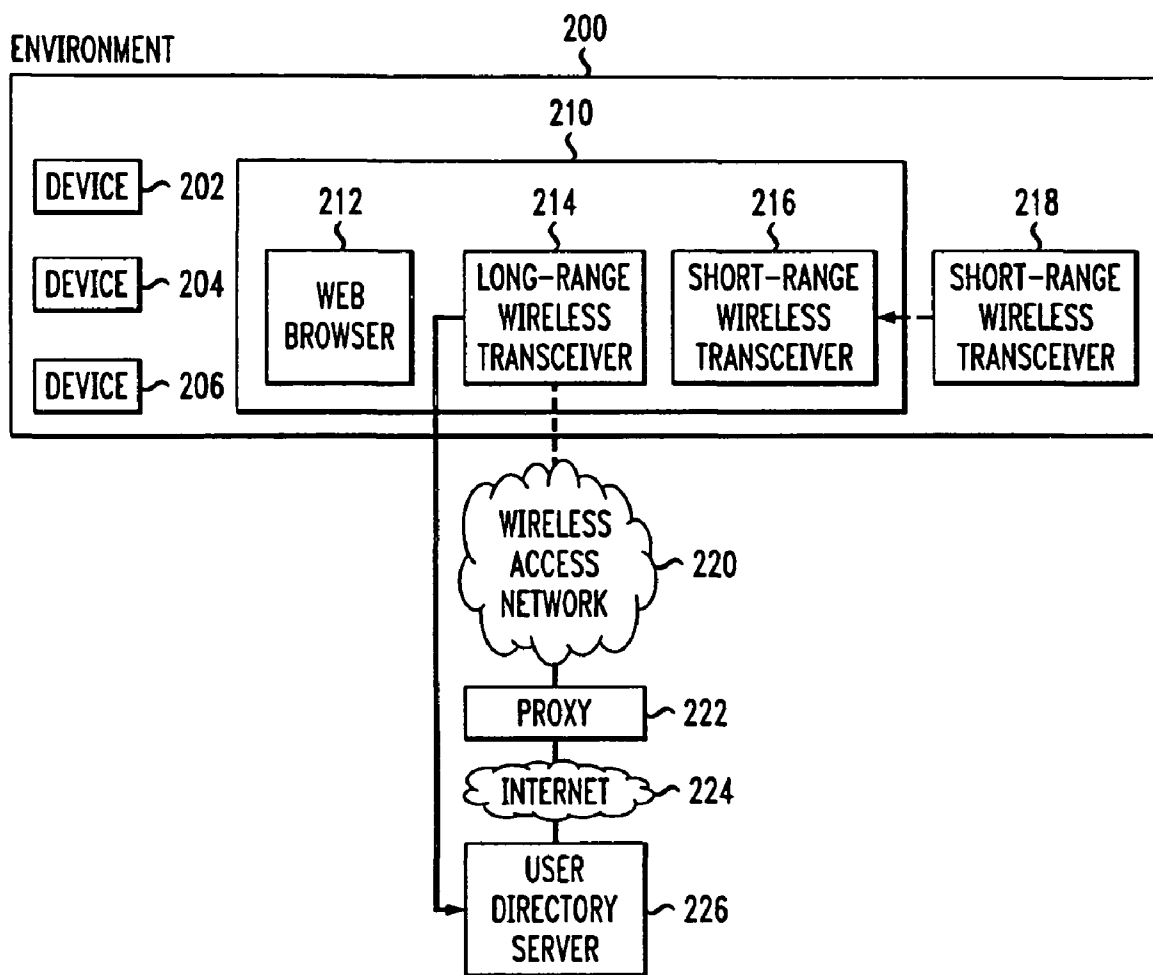 ENVIRONMENT
200
210
DEVICE
202
212
214
216
218
DEVICE
204
WEB
BROWSER
LONG-RANGE
WIRELESS
TRANSCEIVER
SHORT-RANGE
WIRELESS
TRANSCEIVER
SHORT-RANGE
WIRELESS
TRANSCEIVER
DEVICE
206
WIRELESS
ACCESS
NETWORK
220
PROXY
222
INTERNET
224
USER
DIRECTORY
SERVER
226